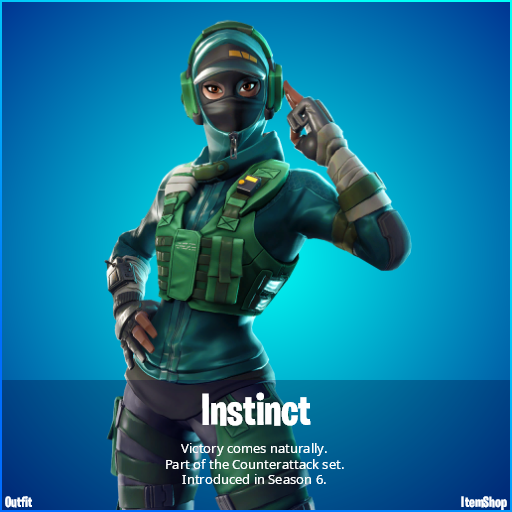 Instinct
Victory comes naturally.
Part of the Counterattack set.
Introduced in Season 6.
Outfit
ItemShop